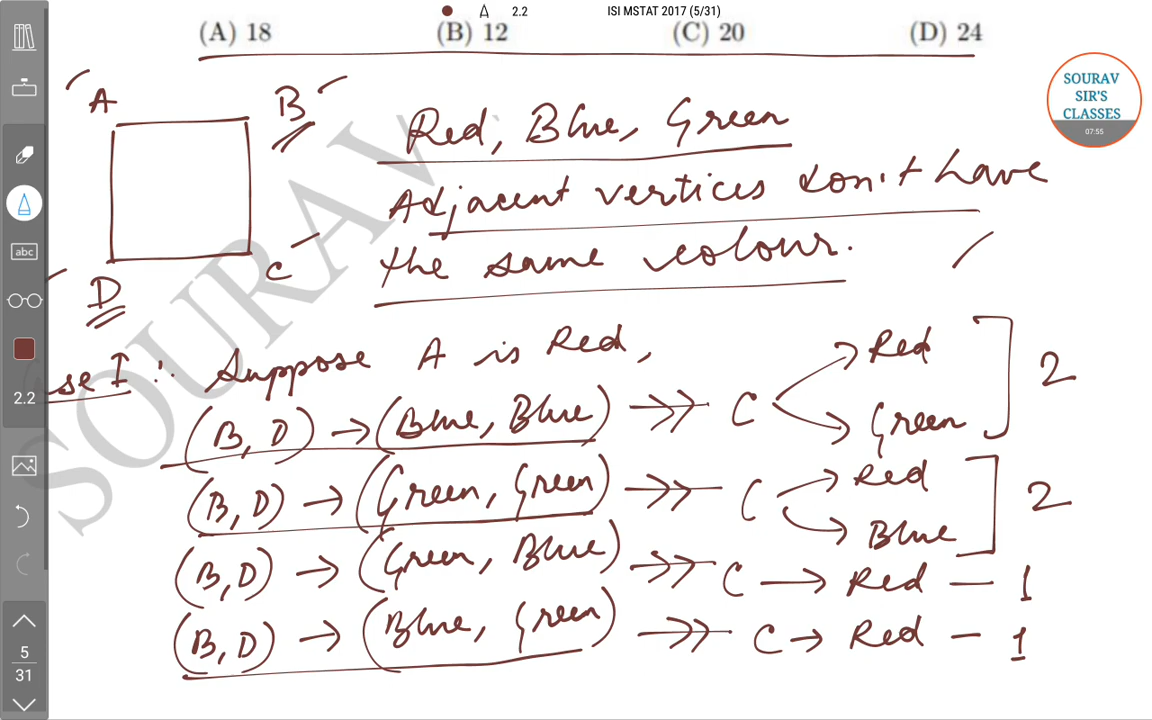 2.2 ISI MSTAT 2017 (5/31)
(A) 18 (B) 12 (C) 20 (D) 24
SOURAV
SIR'S
CLASSES
07:55
A B
Red, Blue, Green
Adjacent vertices don't have
the same colour.
D C
abc
2.2
5
31
SOURAV
se I : Suppose A is Red,
(B, D) → (Blue, Blue) →>> C Red
Green ] 2
(B, D) → (Green, Green) →>> C Red
Blue ] 2
(B, D) → (Green, Blue) →>> C → Red — 1
(B, D) → (Blue, Green) →>> C → Red — 1